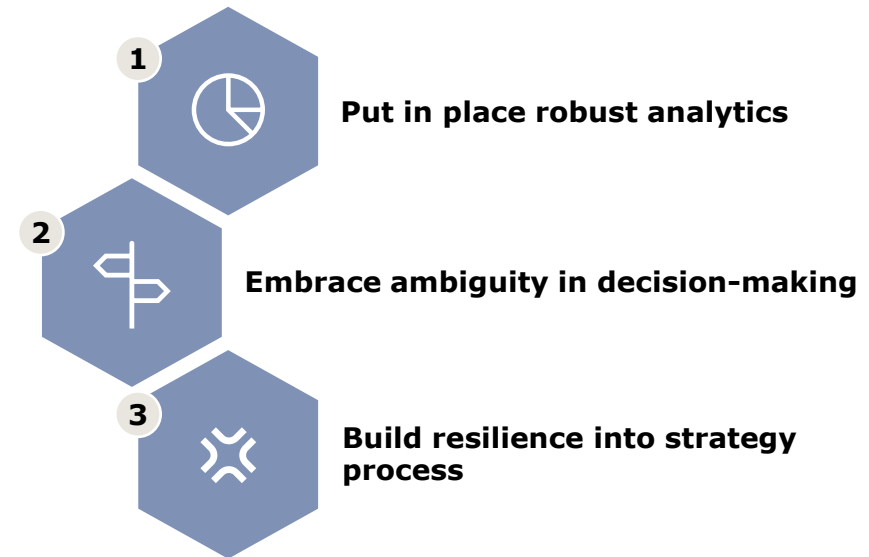 1
Put in place robust analytics
2
Embrace ambiguity in decision-making
3
Build resilience into strategy
process